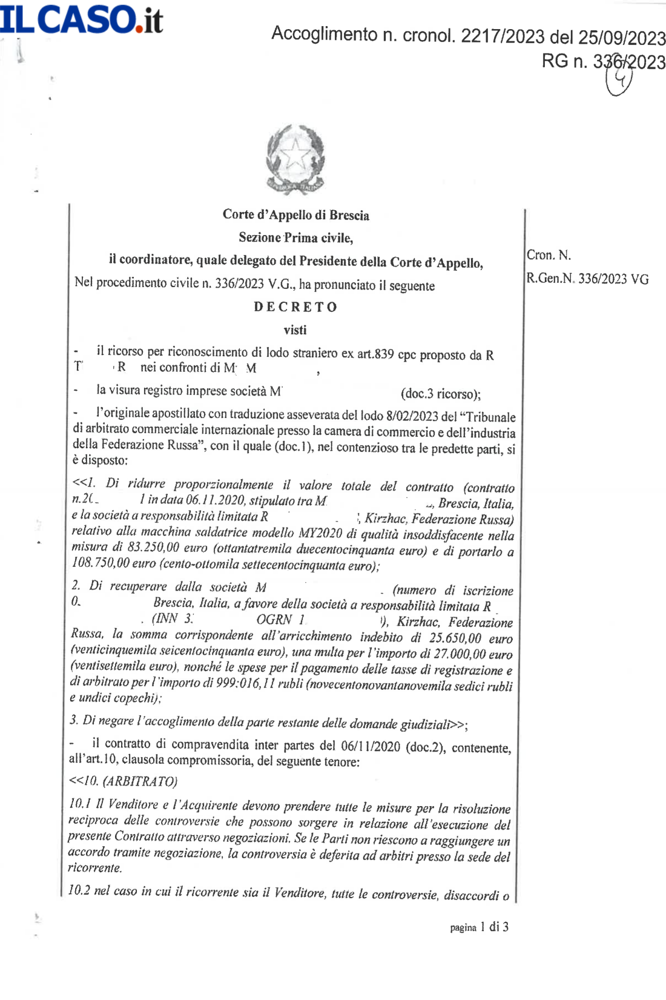 ILCASO.it
Accoglimento n. cronol. 2217/2023 del 25/09/2023
RG n. 336/2023
4
Corte d'Appello di Brescia
Sezione Prima civile,
il coordinatore, quale delegato del Presidente della Corte d'Appello,
Cron. N.
Nel procedimento civile n. 336/2023 V.G., ha pronunciato il seguente
R.Gen.N. 336/2023 VG
DECRETO
visti
- il ricorso per riconoscimento di lodo straniero ex art.839 cpc proposto da R
T R nei confronti di M M ,
- la visura registro imprese società M (doc.3 ricorso);
- l'originale apostillato con traduzione asseverata del lodo 8/02/2023 del "Tribunale
di arbitrato commerciale internazionale presso la camera di commercio e dell'industria
della Federazione Russa", con il quale (doc.1), nel contenzioso tra le predette parti, si
è disposto:
<<1. Di ridurre proporzionalmente il valore totale del contratto (contratto
n.2(. 1 in data 06.11.2020, stipulato tra M , Brescia, Italia,
e la società a responsabilità limitata R , Kirzhac, Federazione Russa)
relativo alla macchina saldatrice modello MY2020 di qualità insoddisfacente nella
misura di 83.250,00 euro (ottantatremila duecentocinquanta euro) e di portarlo a
108.750,00 euro (cento-ottomila settecentocinquanta euro);
2. Di recuperare dalla società M . (numero di iscrizione
0. Brescia, Italia, a favore della società a responsabilità limitata R
. (INN 3. OGRN 1 ), Kirzhac, Federazione
Russa, la somma corrispondente all'arricchimento indebito di 25.650,00 euro
(venticinquemila seicentocinquanta euro), una multa per l'importo di 27.000,00 euro
(ventisettemila euro), nonché le spese per il pagamento delle tasse di registrazione e
di arbitrato per l'importo di 999.016,11 rubli (novecentonovantanovemila sedici rubli
e undici copechi);
3. Di negare l'accoglimento della parte restante delle domande giudiziali>>;
- il contratto di compravendita inter partes del 06/11/2020 (doc.2), contenente,
all'art.10, clausola compromissoria, del seguente tenore:
<<10. (ARBITRATO)
10.1 Il Venditore e l'Acquirente devono prendere tutte le misure per la risoluzione
reciproca delle controversie che possono sorgere in relazione all'esecuzione del
presente Contratto attraverso negoziazioni. Se le Parti non riescono a raggiungere un
accordo tramite negoziazione, la controversia è deferita ad arbitri presso la sede del
ricorrente.
10.2 nel caso in cui il ricorrente sia il Venditore, tutte le controversie, disaccordi o
pagina 1 di 3